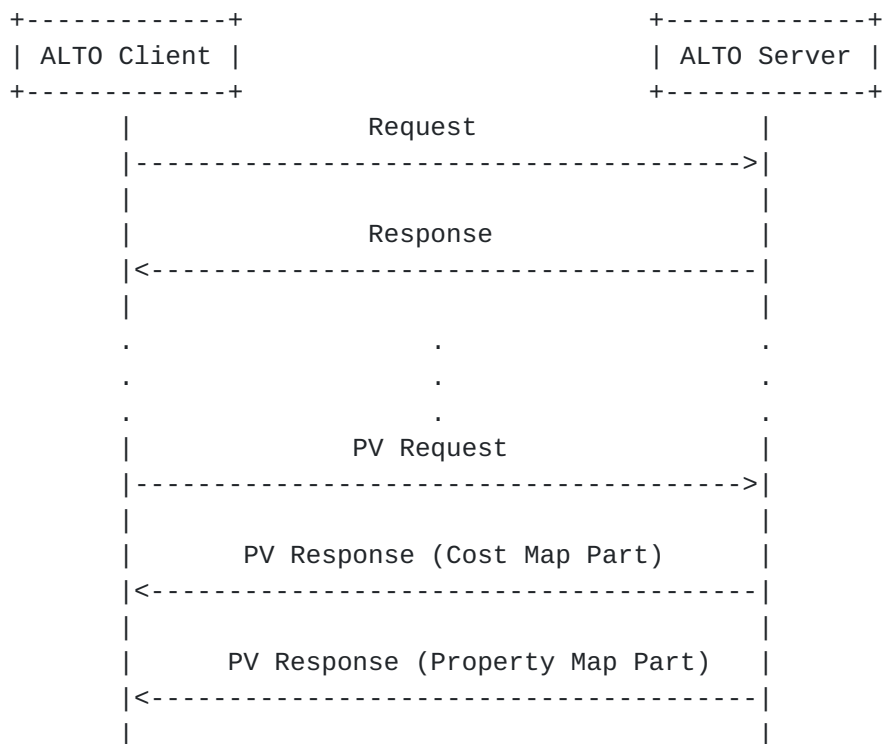 ALTO Client ALTO Server
Request
Response
PV Request
PV Response (Cost Map Part)
PV Response (Property Map Part)